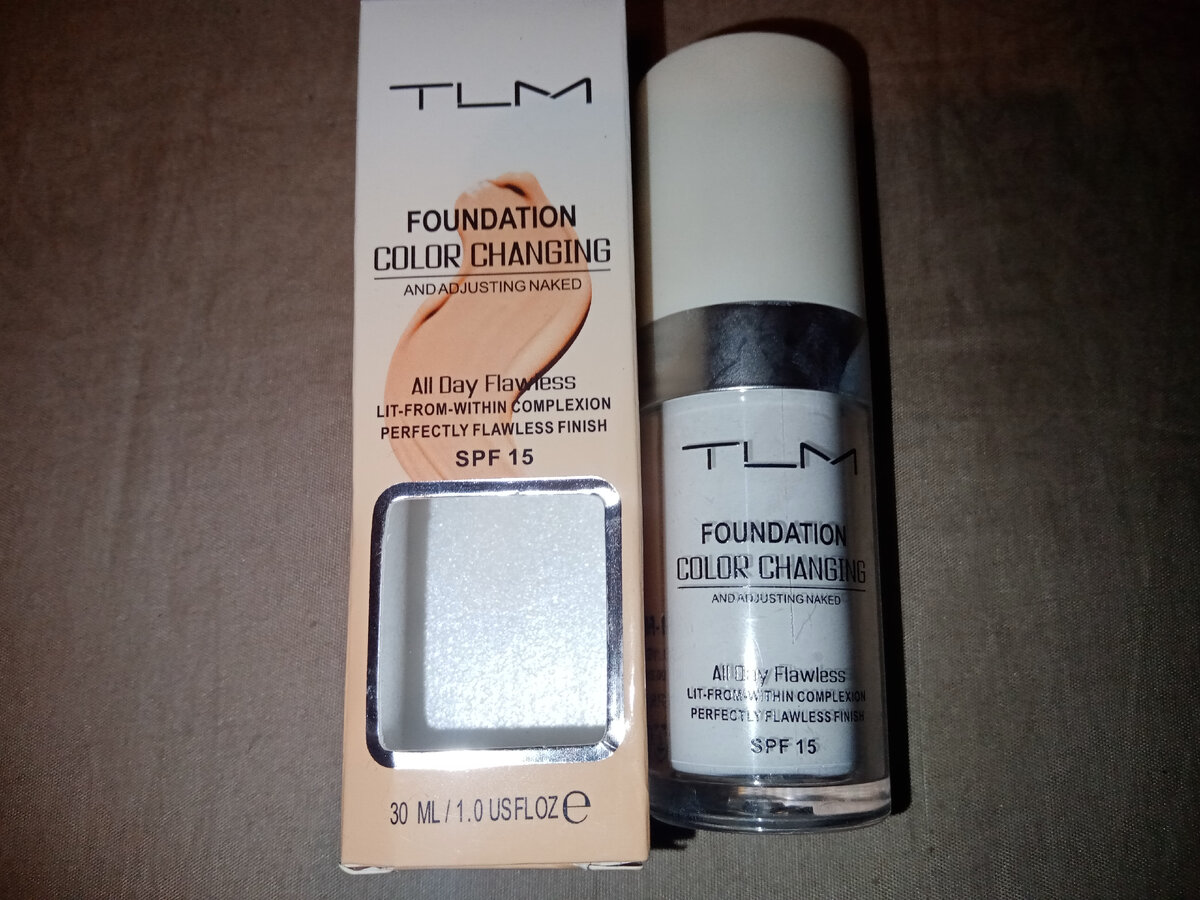 TLM
FOUNDATION
COLOR CHANGING
AND ADJUSTING NAKED
All Day Flawless
LIT-FROM-WITHIN COMPLEXION
PERFECTLY FLAWLESS FINISH
SPF 15
30 ML / 1.0 US FL OZ e
TLM
FOUNDATION
COLOR CHANGING
AND ADJUSTING NAKED
All Day Flawless
LIT-FROM-WITHIN COMPLEXION
PERFECTLY FLAWLESS FINISH
SPF 15